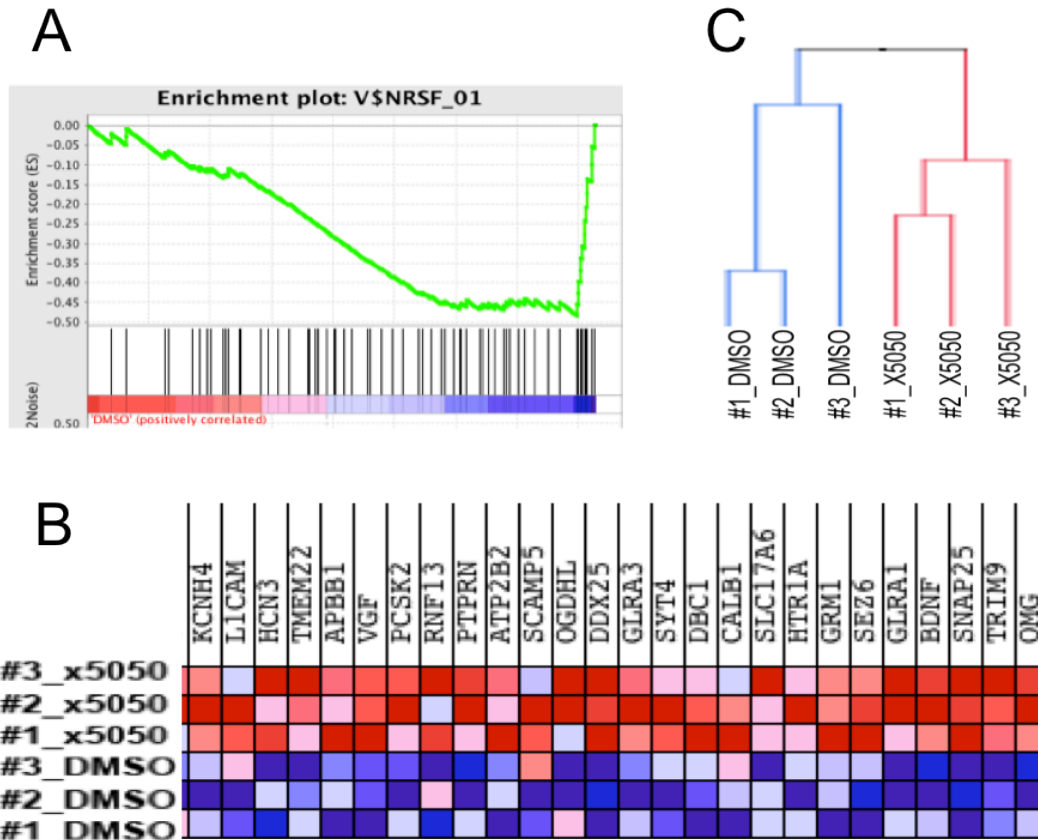 A
Enrichment plot: V$NRSF_01
Enrichment score (ES)
0.00
-0.05
-0.10
-0.15
-0.20
-0.25
-0.30
-0.35
-0.40
-0.45
-0.50
2Noise)
0.50
'DMSO' (positively correlated)
C
#1_DMSO
#2_DMSO
#3_DMSO
#1_X5050
#2_X5050
#3_X5050
B
KCNH4
L1CAM
HCN3
TMEM22
APBB1
VGF
PCSK2
RNF13
PTPRN
ATP2B2
SCAMP5
OGDHL
DDX25
GLRA3
SYT4
DBC1
CALB1
SLC17A6
HTR1A
GRM1
SEZ6
GLRA1
BDNF
SNAP25
TRIM9
OMG
#3_x5050
#2_x5050
#1_x5050
#3_DMSO
#2_DMSO
#1_DMSO